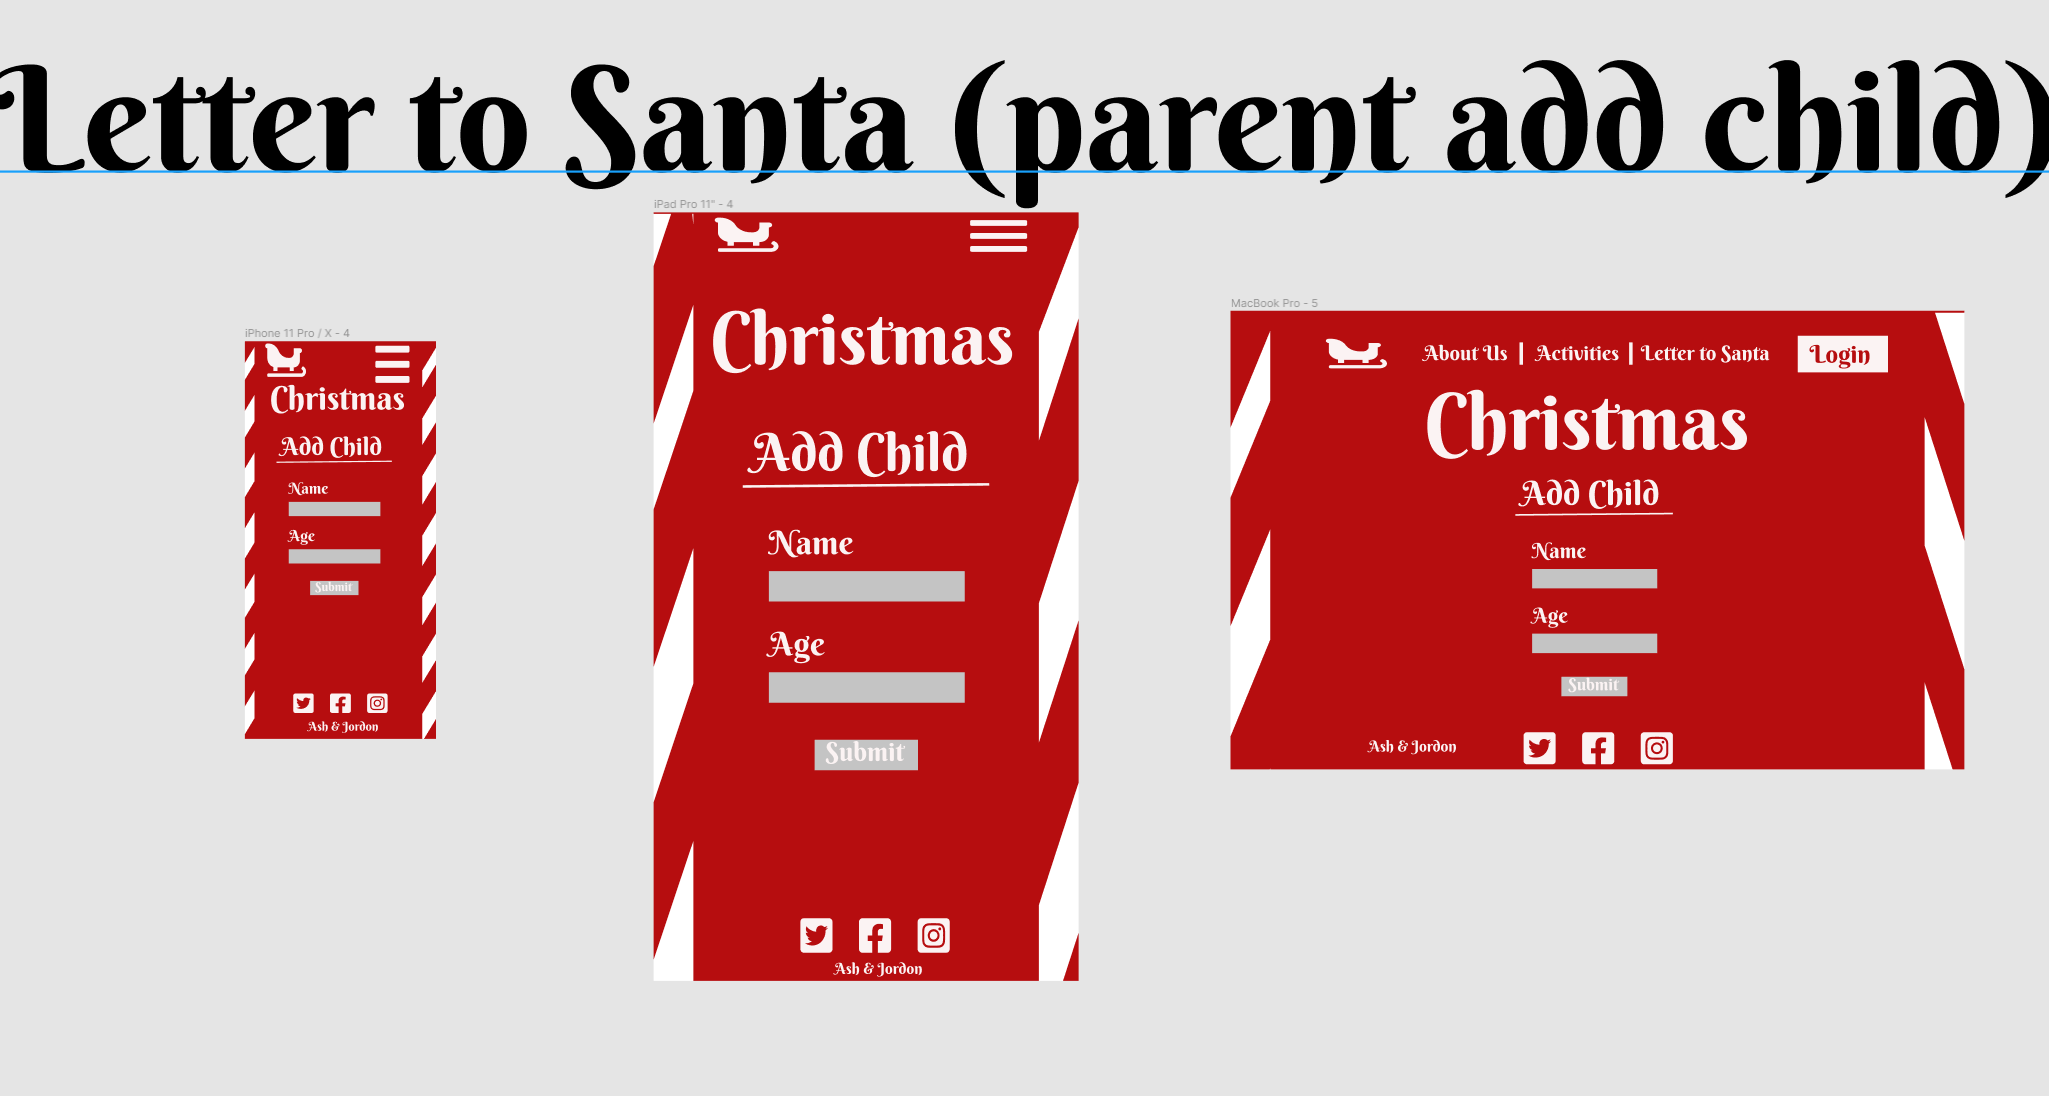 Letter to Santa (parent add child)
iPhone 11 Pro / X - 4
Christmas
Add Child
Name
Age
Submit
Ash & Jordon
iPad Pro 11" - 4
Christmas
Add Child
Name
Age
Submit
Ash & Jordon
MacBook Pro - 5
About Us | Activities | Letter to Santa Login
Christmas
Add Child
Name
Age
Submit
Ash & Jordon